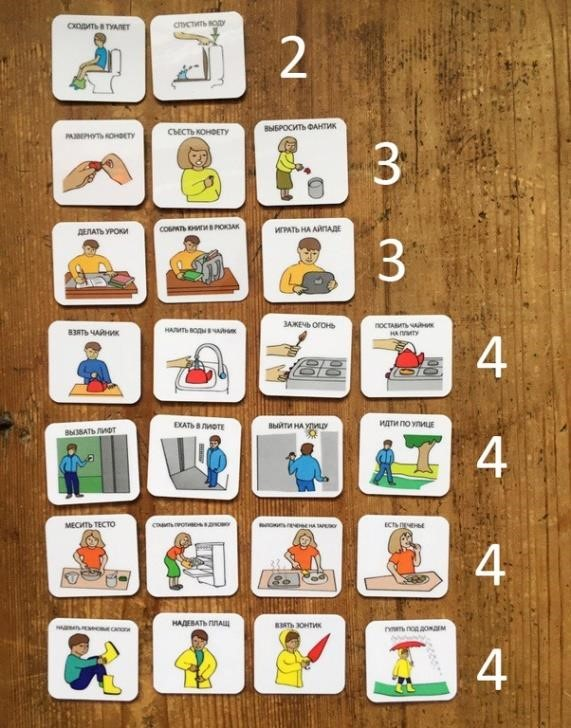 СХОДИТЬ В ТУАЛЕТ
СПУСТИТЬ ВОДУ
2
РАЗВЕРНУТЬ КОНФЕТУ
СЪЕСТЬ КОНФЕТУ
ВЫБРОСИТЬ ФАНТИК
3
ДЕЛАТЬ УРОКИ
СОБРАТЬ КНИГИ В РЮКЗАК
ИГРАТЬ НА АЙПАДЕ
3
ВЗЯТЬ ЧАЙНИК
НАЛИТЬ ВОДЫ В ЧАЙНИК
ЗАЖЕЧЬ ОГОНЬ
ПОСТАВИТЬ ЧАЙНИК
НА ПЛИТУ
4
ВЫЗВАТЬ ЛИФТ
ЕХАТЬ В ЛИФТЕ
ВЫЙТИ НА УЛИЦУ
ИДТИ ПО УЛИЦЕ
4
МЕСИТЬ ТЕСТО
СТАВИТЬ ПРОТИВЕНЬ В ДУХОВКУ
ВЫЛОЖИТЬ ПЕЧЕНЬЕ НА ТАРЕЛКУ
ЕСТЬ ПЕЧЕНЬЕ
4
НАДЕВАТЬ РЕЗИНОВЫЕ САПОГИ
НАДЕВАТЬ ПЛАЩ
ВЗЯТЬ ЗОНТИК
ГУЛЯТЬ ПОД ДОЖДЕМ
4